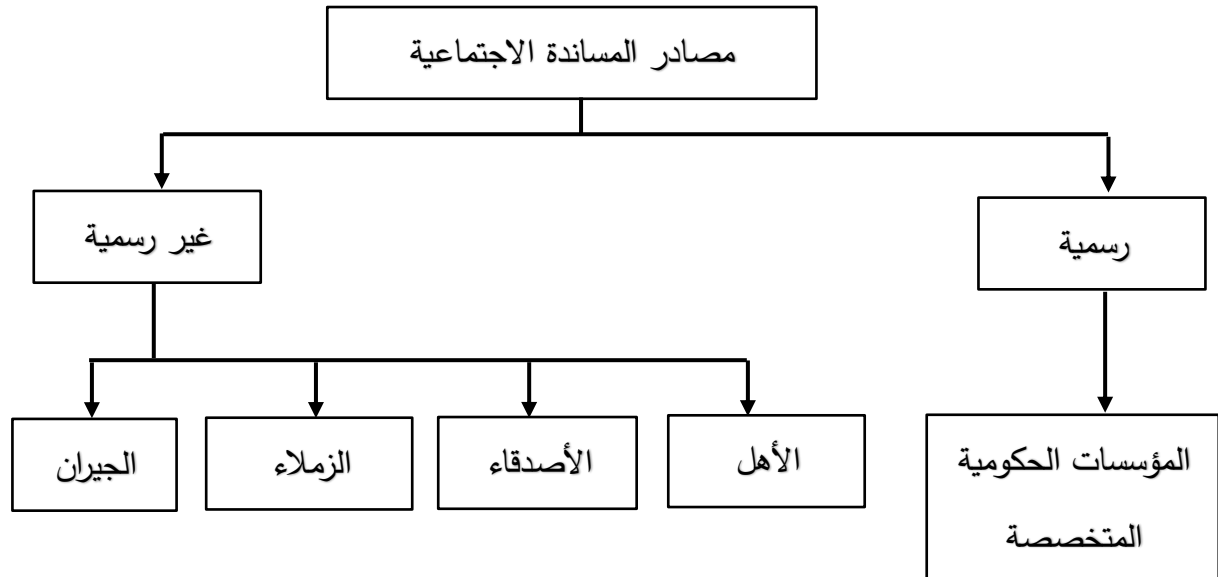 مصادر المساندة الاجتماعية
رسمية
غير رسمية
الأهل
الأصدقاء
الزملاء
الجيران
المؤسسات الحكومية
المتخصصة